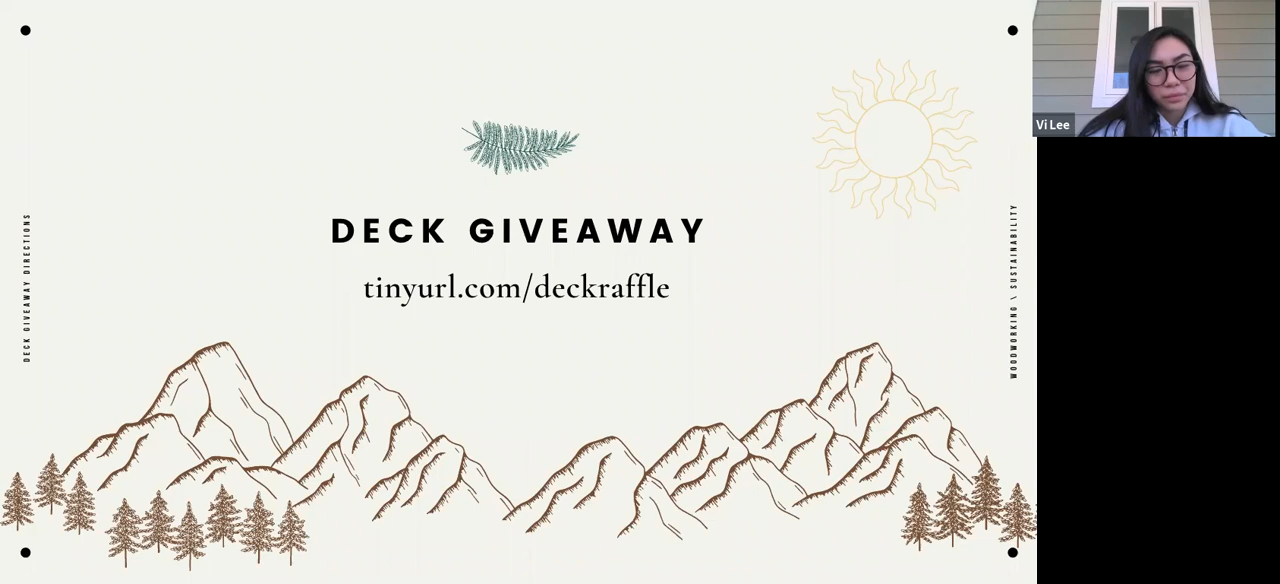 DECK GIVEAWAY
tinyurl.com/deckraffle
DECK GIVEAWAY DIRECTIONS
WOODWORKING \ SUSTAINABILITY
Vi Lee